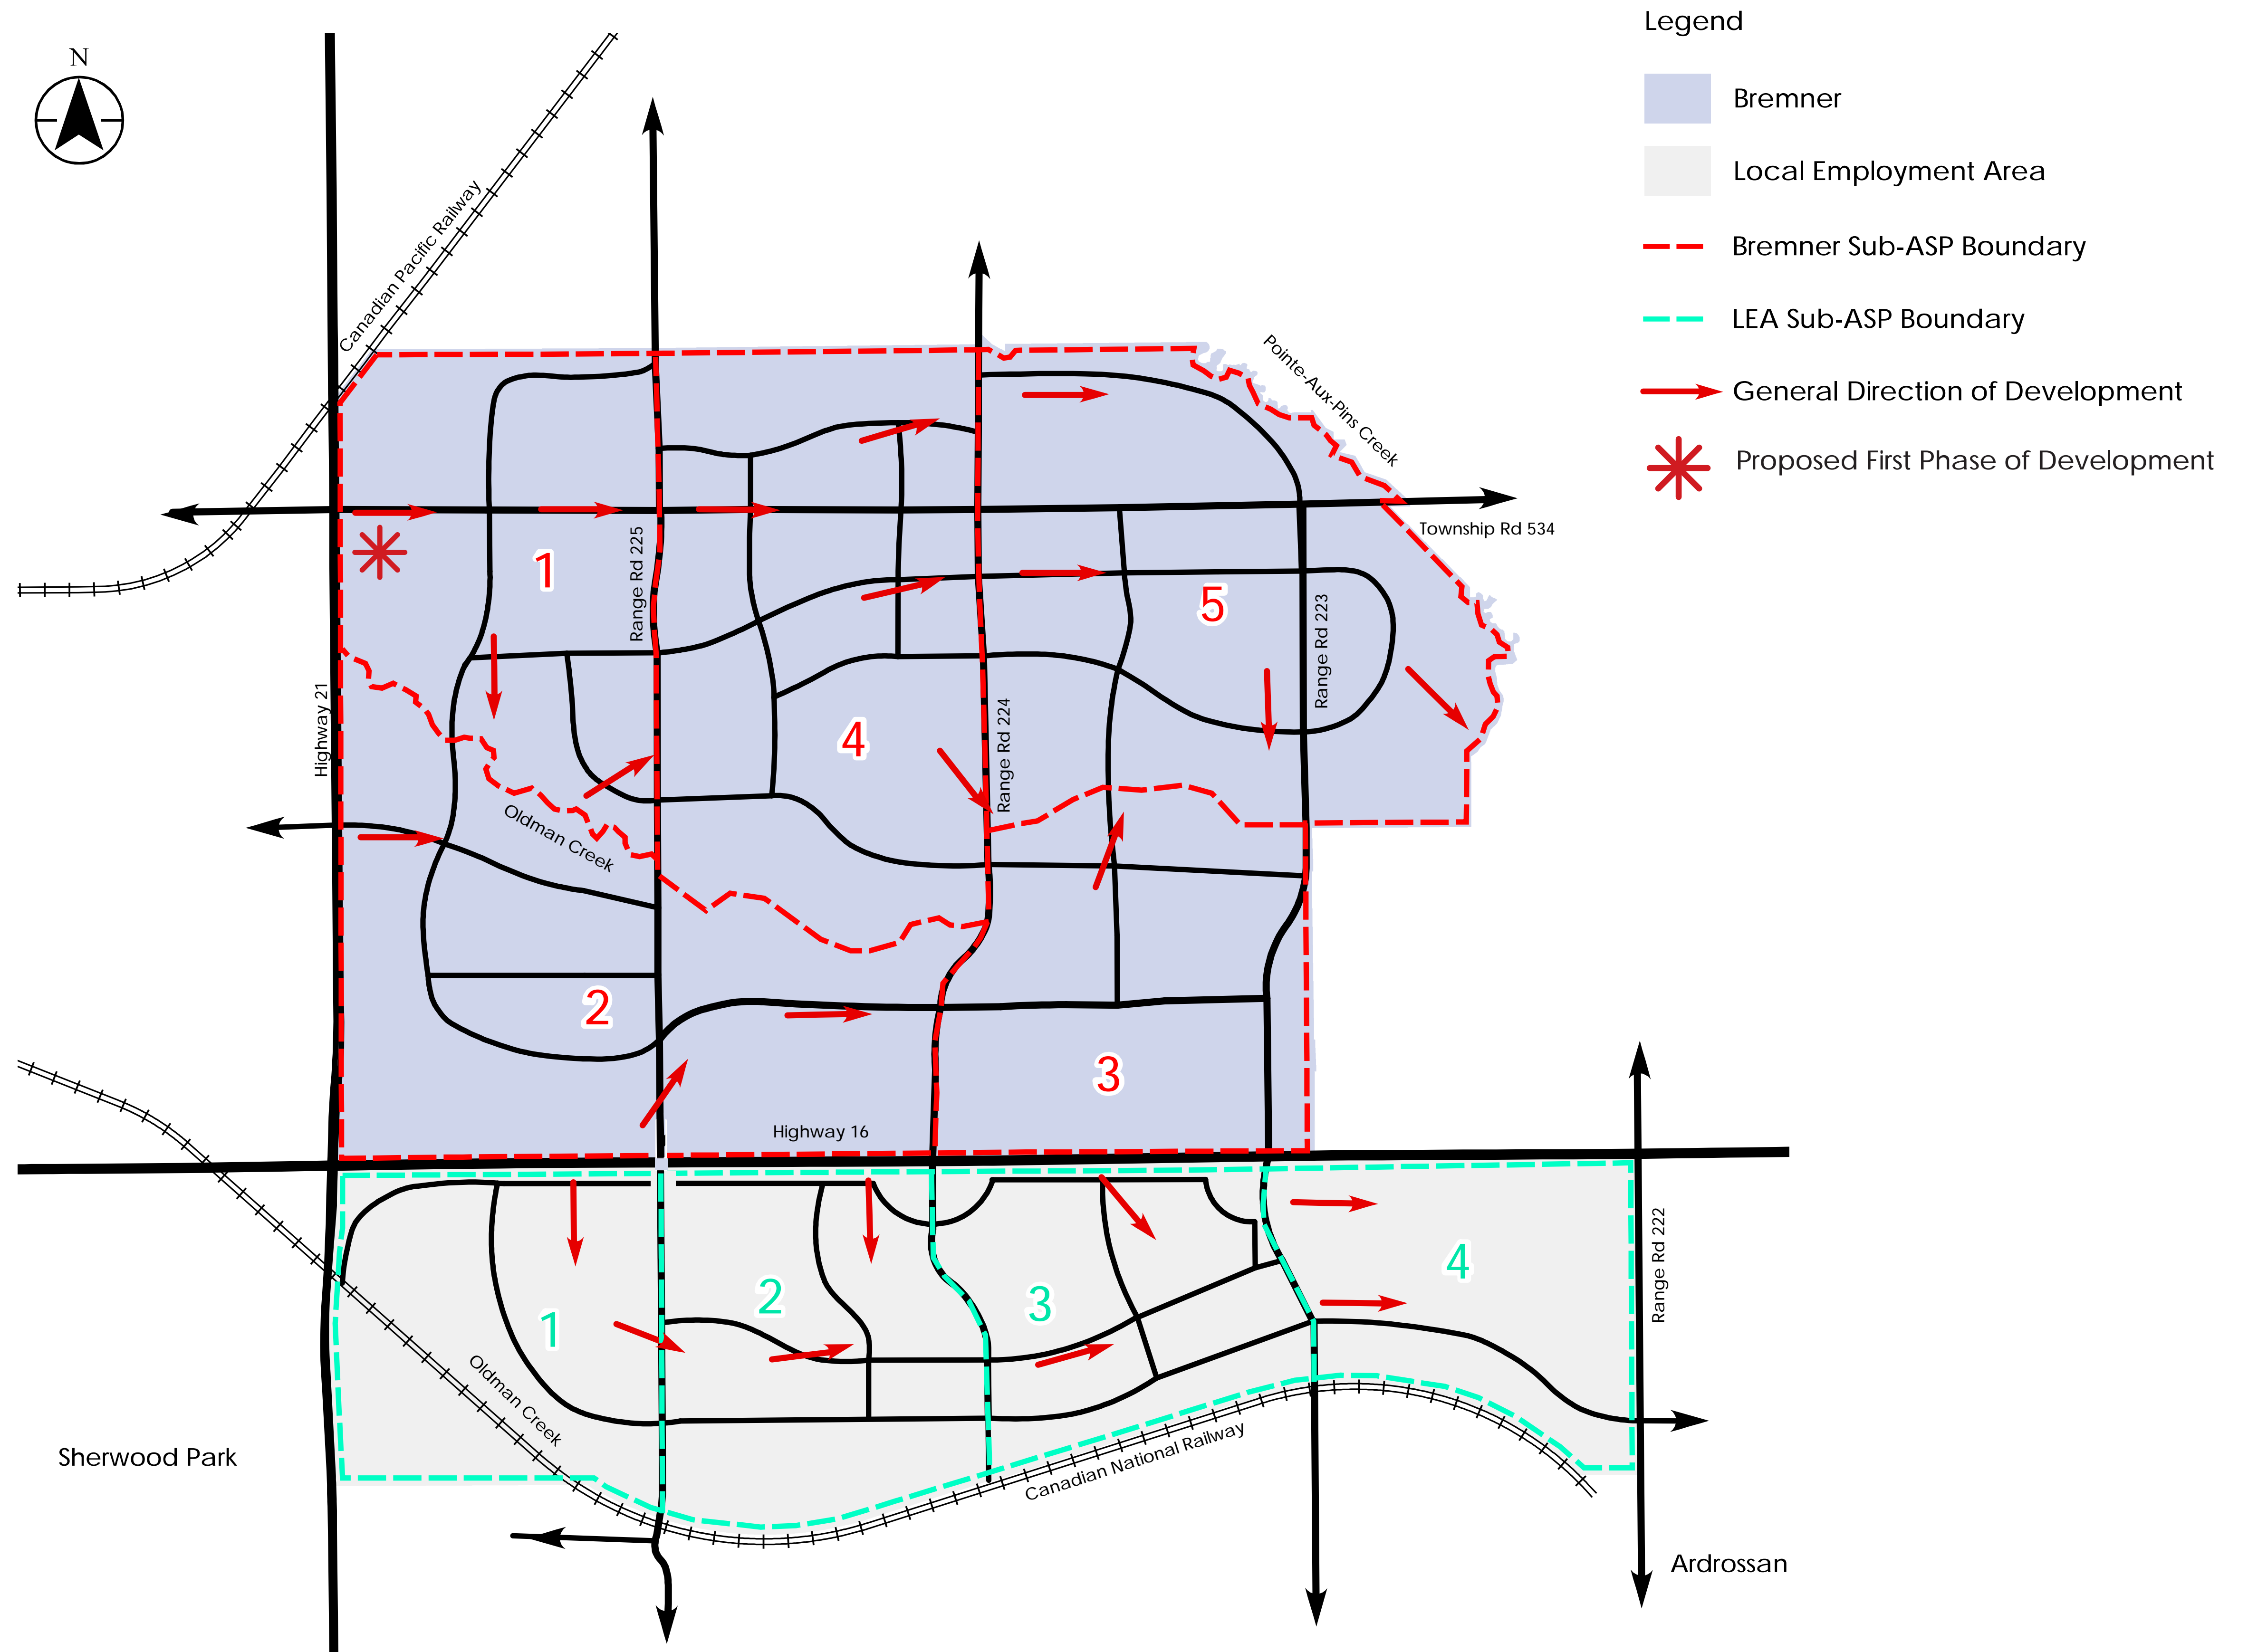 Legend
N
Bremner
Local Employment Area
Bremner Sub-ASP Boundary
LEA Sub-ASP Boundary
General Direction of Development
Proposed First Phase of Development
Canadian Pacific Railway
Pointe-Aux-Pins Creek
Township Rd 534
Range Rd 225
1
5
Range Rd 223
Highway 21
4
Range Rd 224
Oldman Creek
2
3
Highway 16
Range Rd 222
4
2
3
1
Oldman Creek
Canadian National Railway
Sherwood Park
Ardrossan